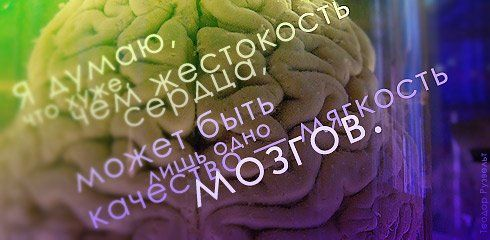 Я думаю,
что хуже,
чем жестокость
сердца,
может быть
лишь одно
качество — мягкость
мозгов.
Теодор Рузвельт